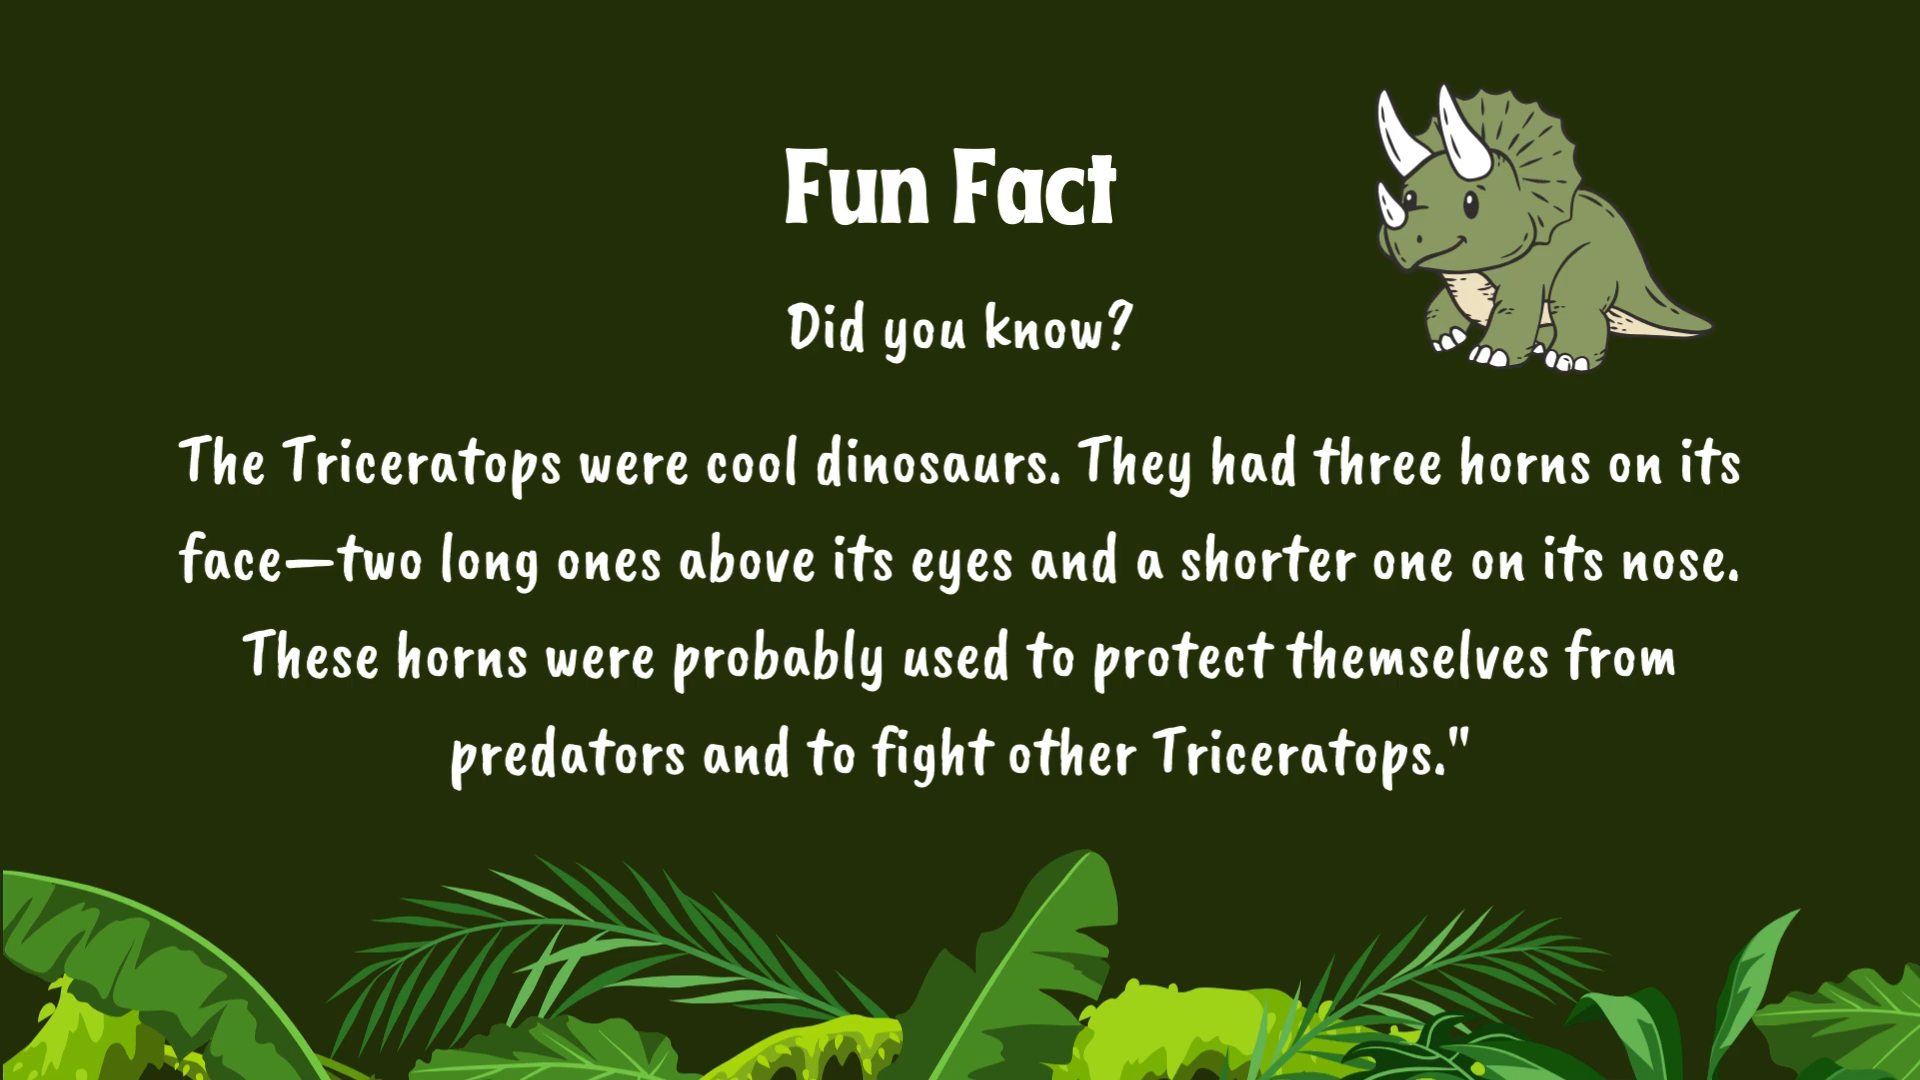 Fun Fact
Did you know?
The Triceratops were cool dinosaurs. They had three horns on its
face—two long ones above its eyes and a shorter one on its nose.
These horns were probably used to protect themselves from
predators and to fight other Triceratops."